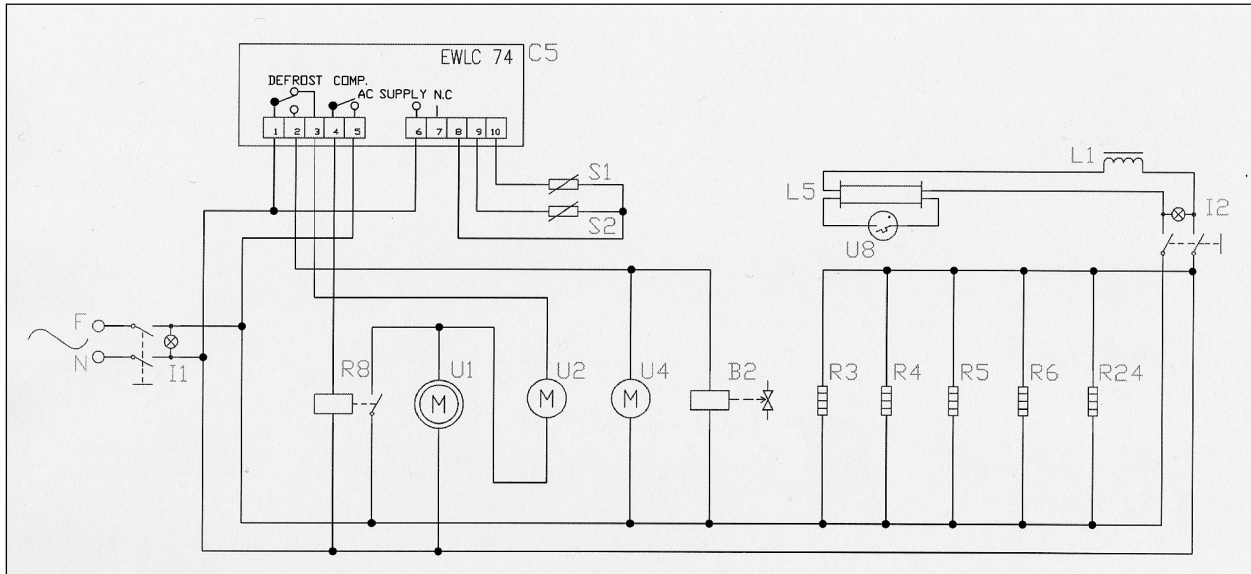 EWLC 74 C5
DEFROST COMP.
AC SUPPLY N.C
1 2 3 4 5 6 7 8 9 10
S1
S2
L1
L5
I2
U8
F
N
I1
R8
U1
U2
U4
B2
R3
R4
R5
R6
R24
M
M
M